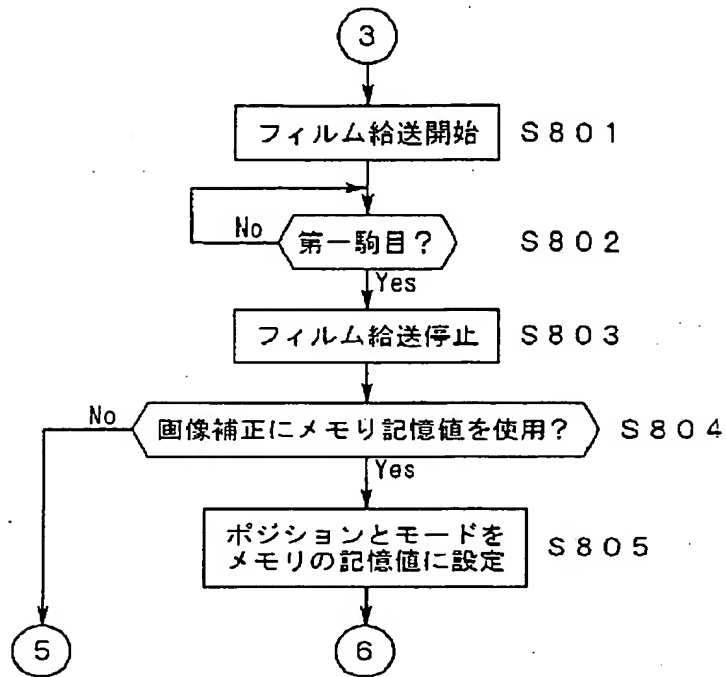 3
フィルム給送開始 S801
No 第一駒目? S802
Yes
フィルム給送停止 S803
No 画像補正にメモり記憶値を使用? S804
Yes
ポジションとモードを
メモリの記憶値に設定 S805
5 6